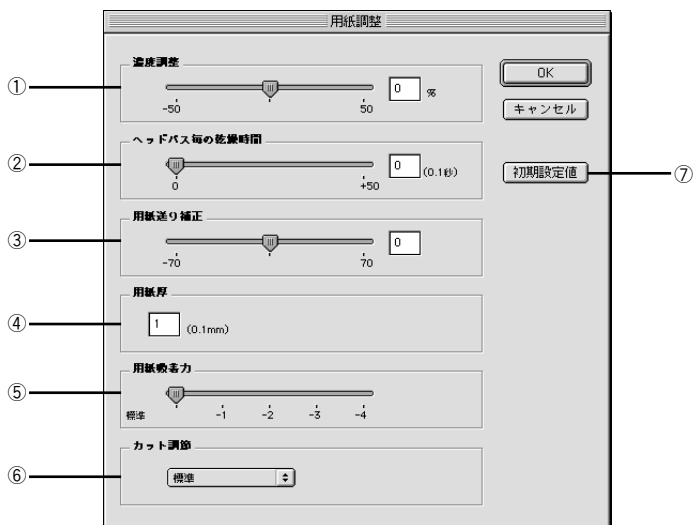 用紙調整
① 濃度調整
0 %
-50 50
OK
キャンセル
② ヘッドパス毎の乾燥時間
0 (0.1秒)
0 +50
初期設定値 ⑦
③ 用紙送り補正
0
-70 70
④ 用紙厚
1 (0.1mm)
⑤ 用紙吸着力
標準 -1 -2 -3 -4
⑥ カット調節
標準